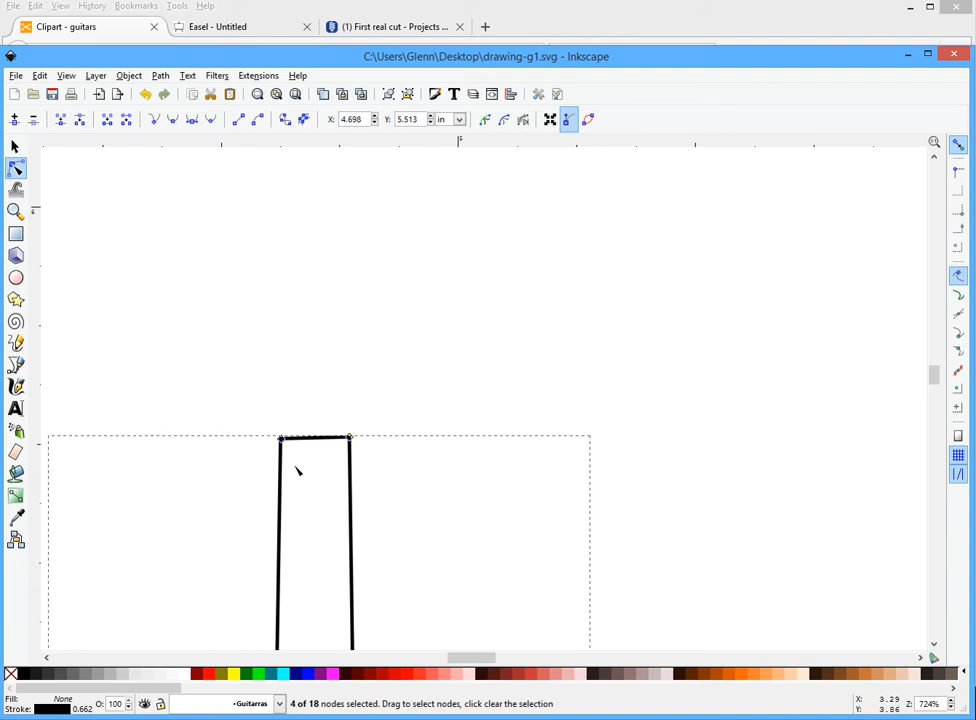 File Edit View History Bookmarks Tools Help
Clipart - guitars Easel - Untitled (1) First real cut - Projects ...
C:\Users\Glenn\Desktop\drawing-g1.svg - Inkscape
File Edit View Layer Object Path Text Filters Extensions Help
X: 4.698 Y: 5.513 in
5
6
Fill: None
Stroke: 0.662 O: 100 •Guitarras 4 of 18 nodes selected. Drag to select nodes, click clear the selection
X: 3.29
Y: 3.86
Z: 724%